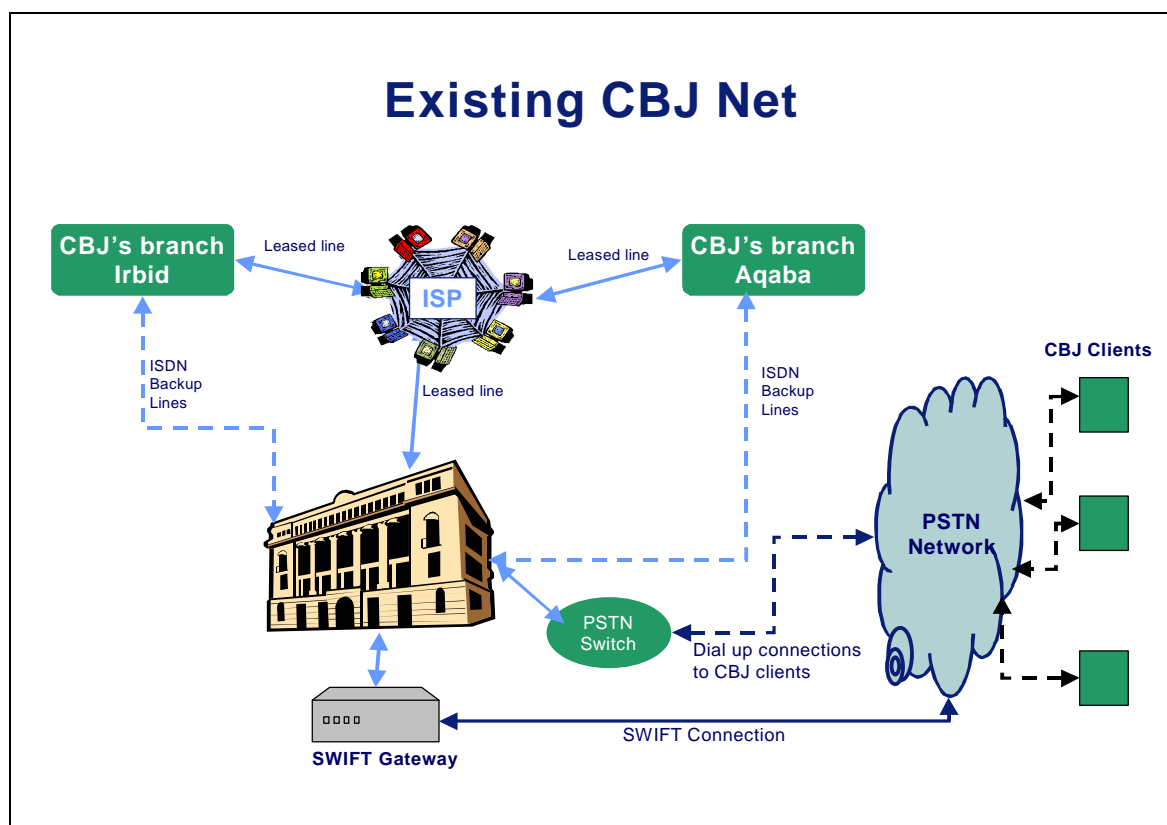 Existing CBJ Net
CBJ's branch
Irbid
Leased line
ISP
Leased line
CBJ's branch
Aqaba
ISDN
Backup
Lines
Leased line
ISDN
Backup
Lines
CBJ Clients
PSTN
Network
PSTN
Switch
Dial up connections
to CBJ clients
SWIFT Connection
SWIFT Gateway